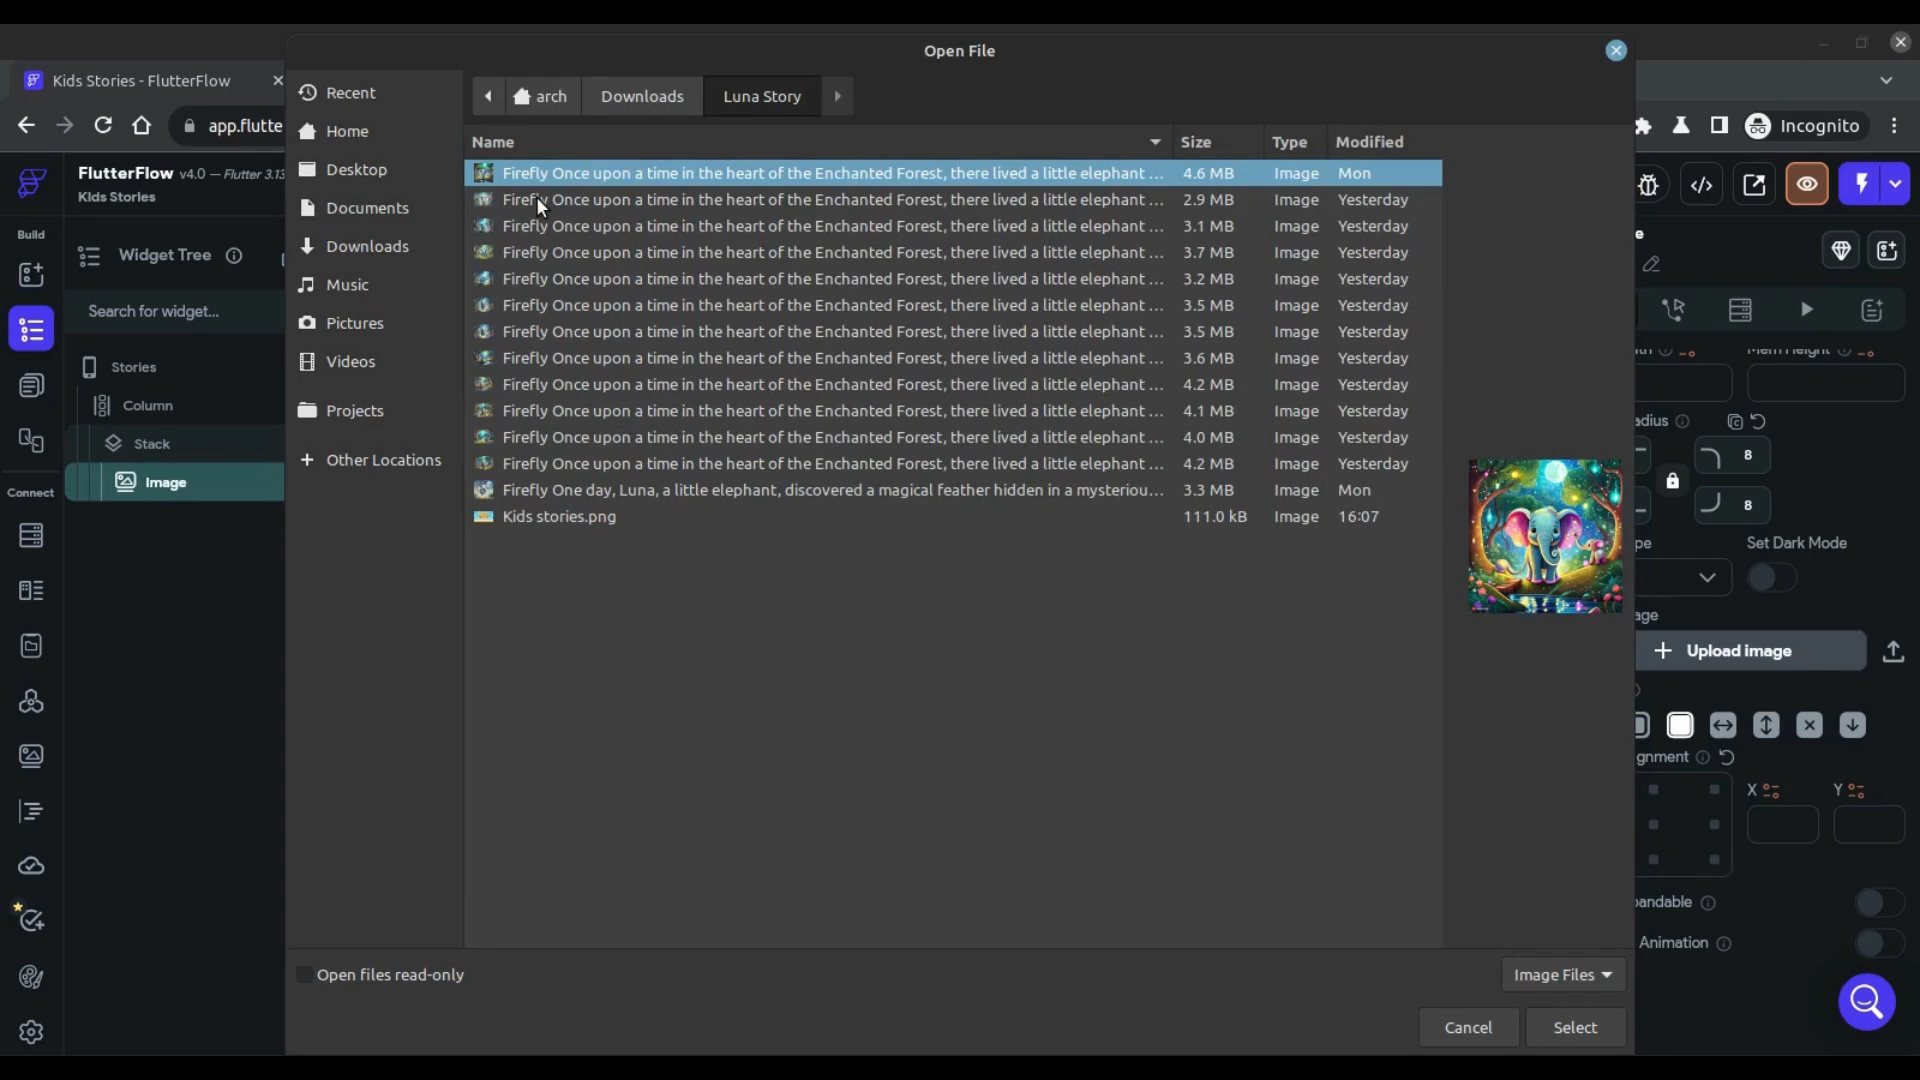 Open File
Kids Stories - FlutterFlow
app.flutte
Incognito
FlutterFlow v4.0 — Flutter 3.13
Kids Stories
Build
Widget Tree
Search for widget...
Stories
Column
Stack
Image
Connect
Recent
Home
Desktop
Documents
Downloads
Music
Pictures
Videos
Projects
Other Locations
arch Downloads Luna Story
Name Size Type Modified
Firefly Once upon a time in the heart of the Enchanted Forest, there lived a little elephant ... 4.6 MB Image Mon
Firefly Once upon a time in the heart of the Enchanted Forest, there lived a little elephant ... 2.9 MB Image Yesterday
Firefly Once upon a time in the heart of the Enchanted Forest, there lived a little elephant ... 3.1 MB Image Yesterday
Firefly Once upon a time in the heart of the Enchanted Forest, there lived a little elephant ... 3.7 MB Image Yesterday
Firefly Once upon a time in the heart of the Enchanted Forest, there lived a little elephant ... 3.2 MB Image Yesterday
Firefly Once upon a time in the heart of the Enchanted Forest, there lived a little elephant ... 3.5 MB Image Yesterday
Firefly Once upon a time in the heart of the Enchanted Forest, there lived a little elephant ... 3.5 MB Image Yesterday
Firefly Once upon a time in the heart of the Enchanted Forest, there lived a little elephant ... 3.6 MB Image Yesterday
Firefly Once upon a time in the heart of the Enchanted Forest, there lived a little elephant ... 4.2 MB Image Yesterday
Firefly Once upon a time in the heart of the Enchanted Forest, there lived a little elephant ... 4.1 MB Image Yesterday
Firefly Once upon a time in the heart of the Enchanted Forest, there lived a little elephant ... 4.0 MB Image Yesterday
Firefly Once upon a time in the heart of the Enchanted Forest, there lived a little elephant ... 4.2 MB Image Yesterday
Firefly One day, Luna, a little elephant, discovered a magical feather hidden in a mysteriou... 3.3 MB Image Mon
Kids stories.png 111.0 kB Image 16:07
Open files read-only
Image Files
Cancel Select
e
Mem Height
adius
8
8
pe Set Dark Mode
age
Upload image
gnment
X Y
pandable
Animation